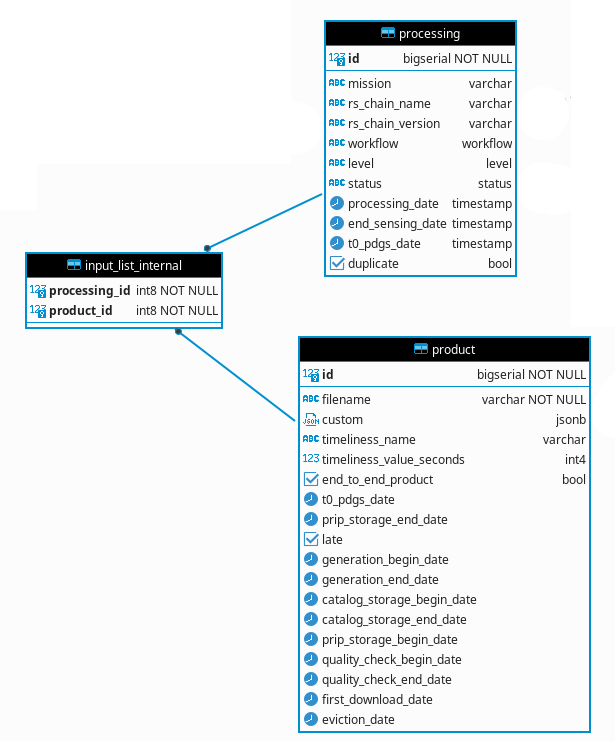 processing
id bigserial NOT NULL
mission varchar
rs_chain_name varchar
rs_chain_version varchar
workflow workflow
level level
status status
processing_date timestamp
end_sensing_date timestamp
t0_pdgs_date timestamp
duplicate bool
input_list_internal
processing_id int8 NOT NULL
product_id int8 NOT NULL
product
id bigserial NOT NULL
filename varchar NOT NULL
custom jsonb
timeliness_name varchar
timeliness_value_seconds int4
end_to_end_product bool
t0_pdgs_date
prip_storage_end_date
late
generation_begin_date
generation_end_date
catalog_storage_begin_date
catalog_storage_end_date
prip_storage_begin_date
quality_check_begin_date
quality_check_end_date
first_download_date
eviction_date